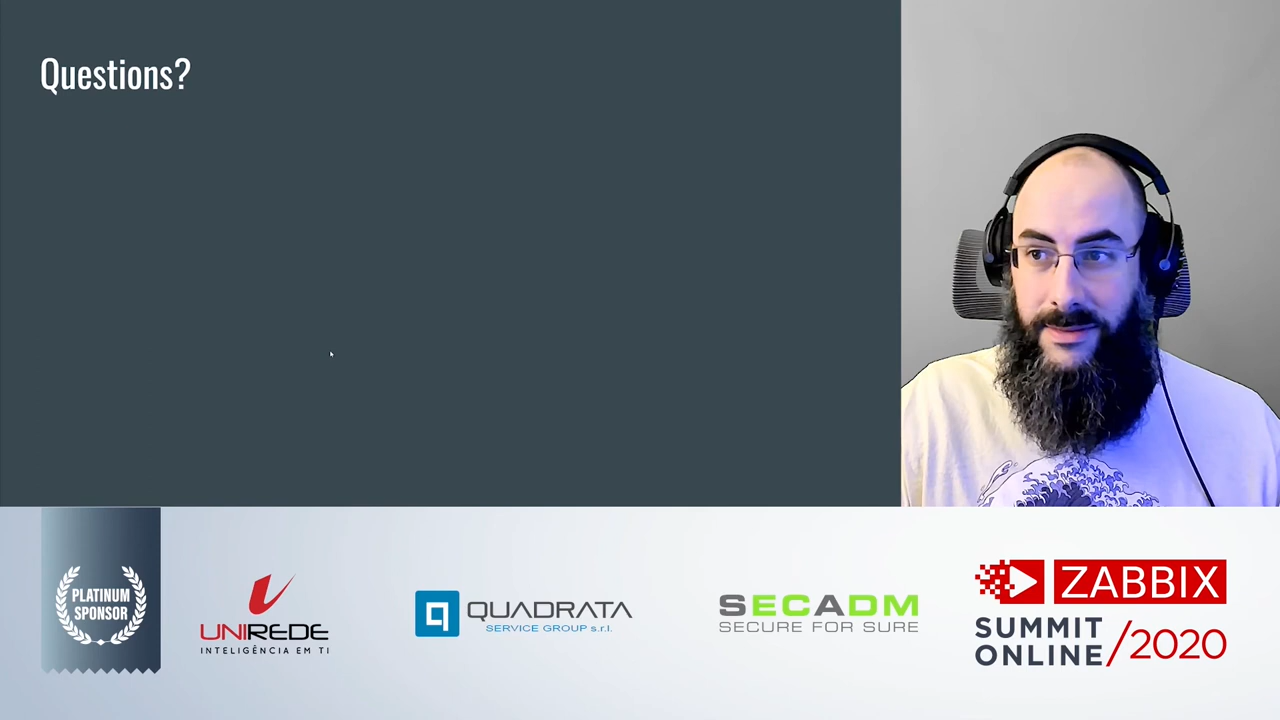 Questions?
PLATINUM
SPONSOR
UNIREDE
INTELIGÊNCIA EM TI
QUADRATA
SERVICE GROUP s.r.l.
SECADM
SECURE FOR SURE
ZABBIX
SUMMIT
ONLINE /2020